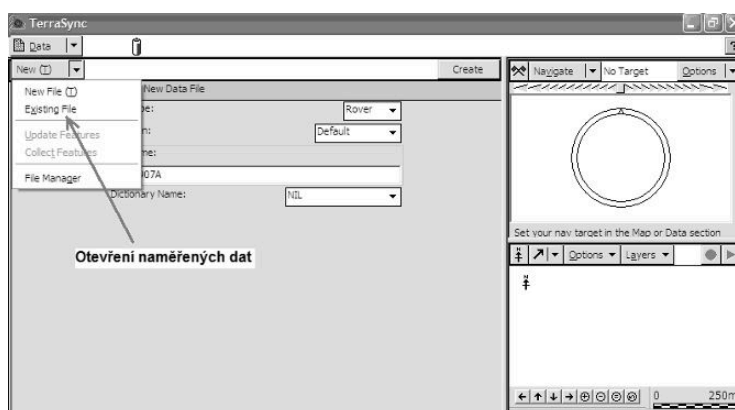 TerraSync
Data
New (T) Create Navigate No Target Options
New File (T) New Data File
Existing File Rover
Update Features Default
Collect Features
File Manager 07A
Dictionary Name: NIL
Set your nav target in the Map or Data section
Otevření naměřených dat
Options Layers
0 250m